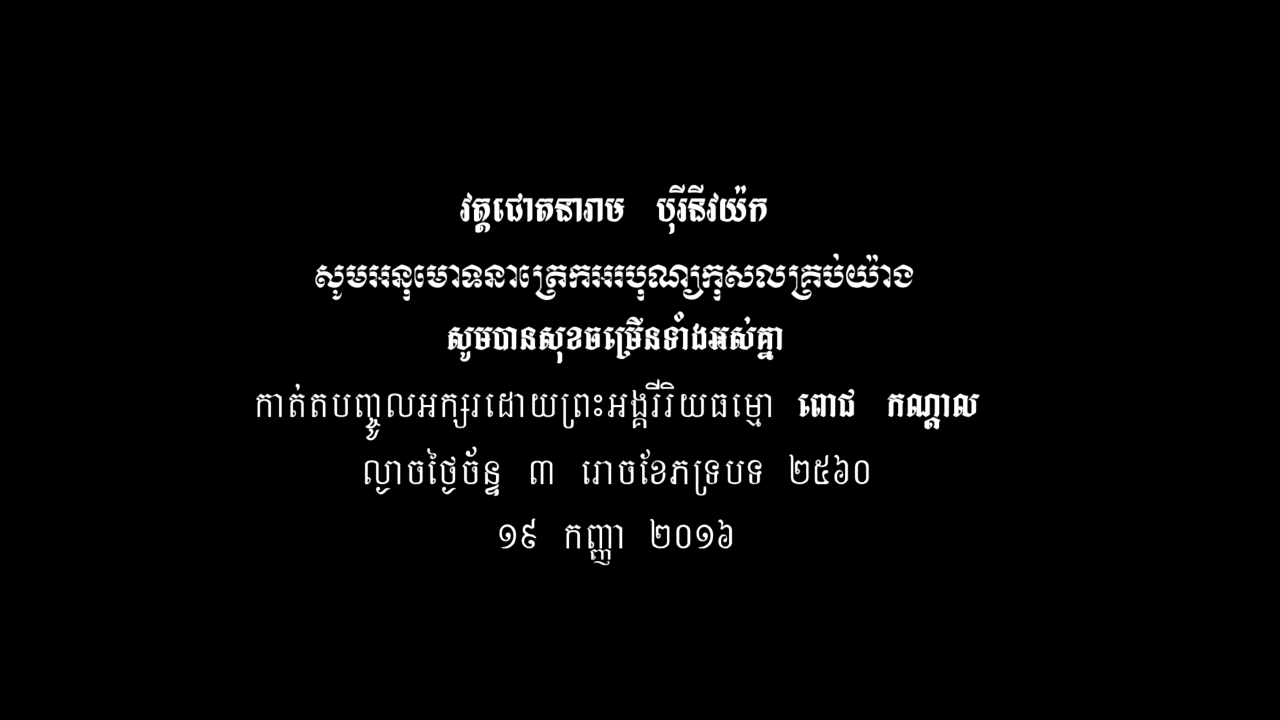 វត្តជោតនារាម បុរីនីវយ៉ក
សូមអនុមោទនាត្រេកអរបុណ្យកុសលគ្រប់យ៉ាង
សូមបានសុខចម្រើនទាំងអស់គ្នា
កាត់តបញ្ចូលអក្សរដោយព្រះអង្គរីរិយធម្មោ ពោជ កណ្តាល
ល្ងាចថ្ងៃច័ន្ទ ៣ រោចខែភទ្របទ ២៥៦០
១៩ កញ្ញា ២០១៦